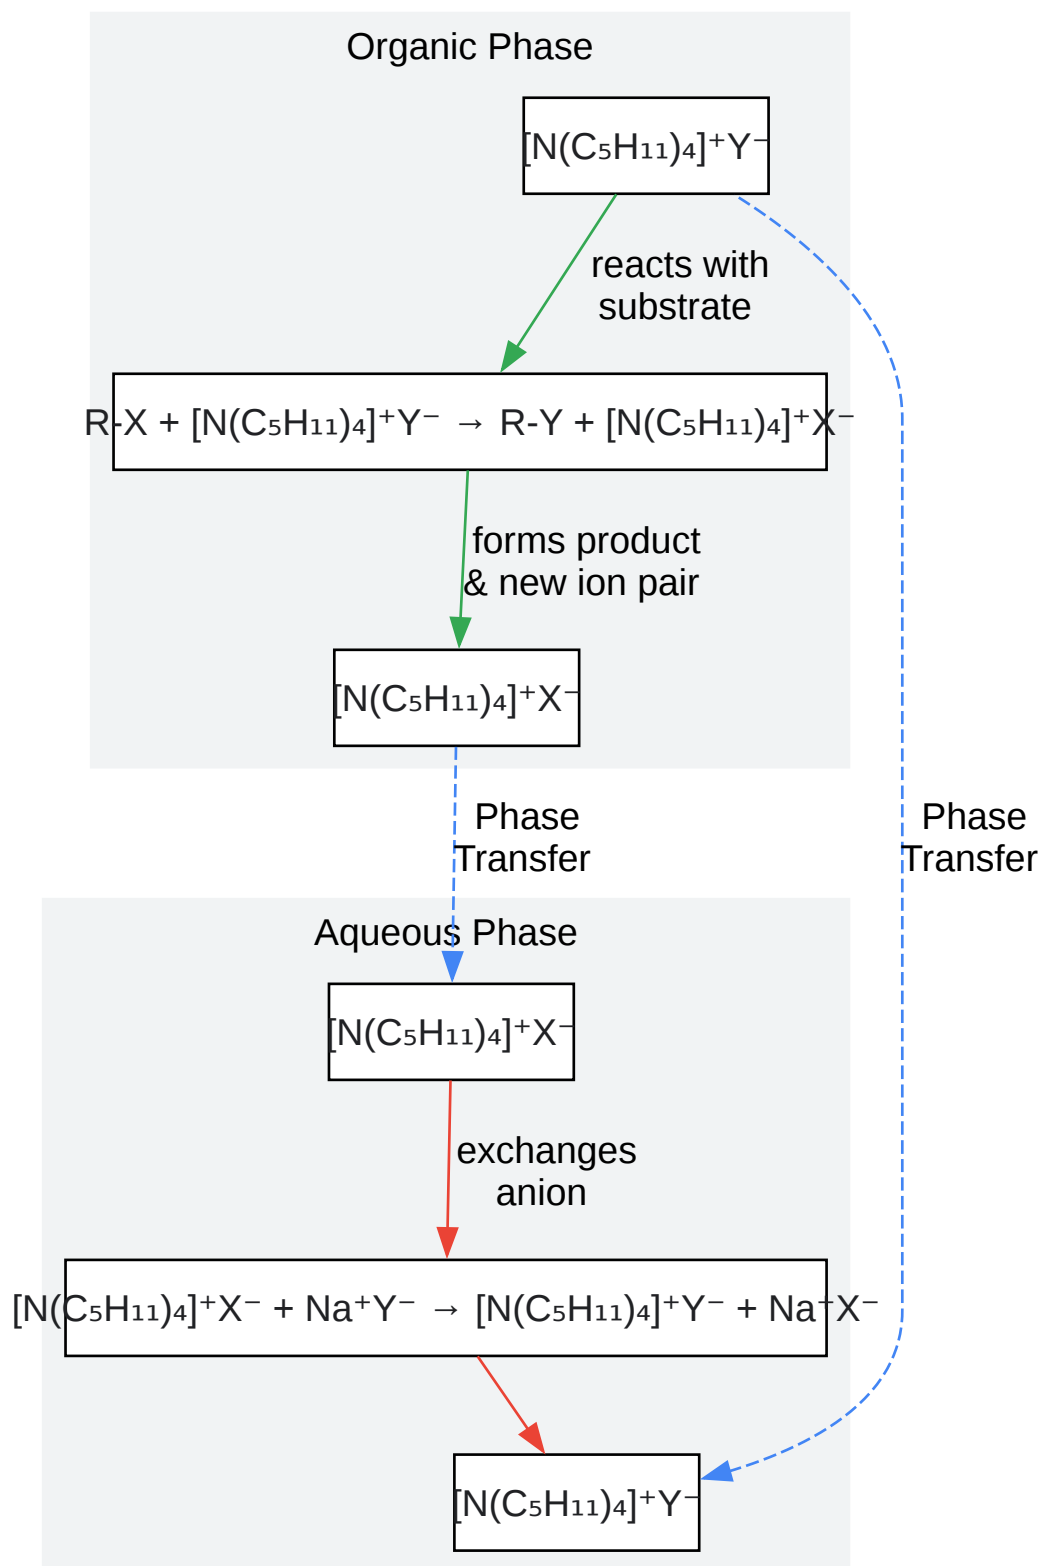 Organic Phase
[N(C₅H₁₁)₄]⁺Y⁻
reacts with
substrate
R-X + [N(C₅H₁₁)₄]⁺Y⁻ → R-Y + [N(C₅H₁₁)₄]⁺X⁻
forms product
& new ion pair
[N(C₅H₁₁)₄]⁺X⁻
Phase
Transfer
Phase
Transfer
Aqueous Phase
[N(C₅H₁₁)₄]⁺X⁻
exchanges
anion
[N(C₅H₁₁)₄]⁺X⁻ + Na⁺Y⁻ → [N(C₅H₁₁)₄]⁺Y⁻ + Na⁺X⁻
[N(C₅H₁₁)₄]⁺Y⁻